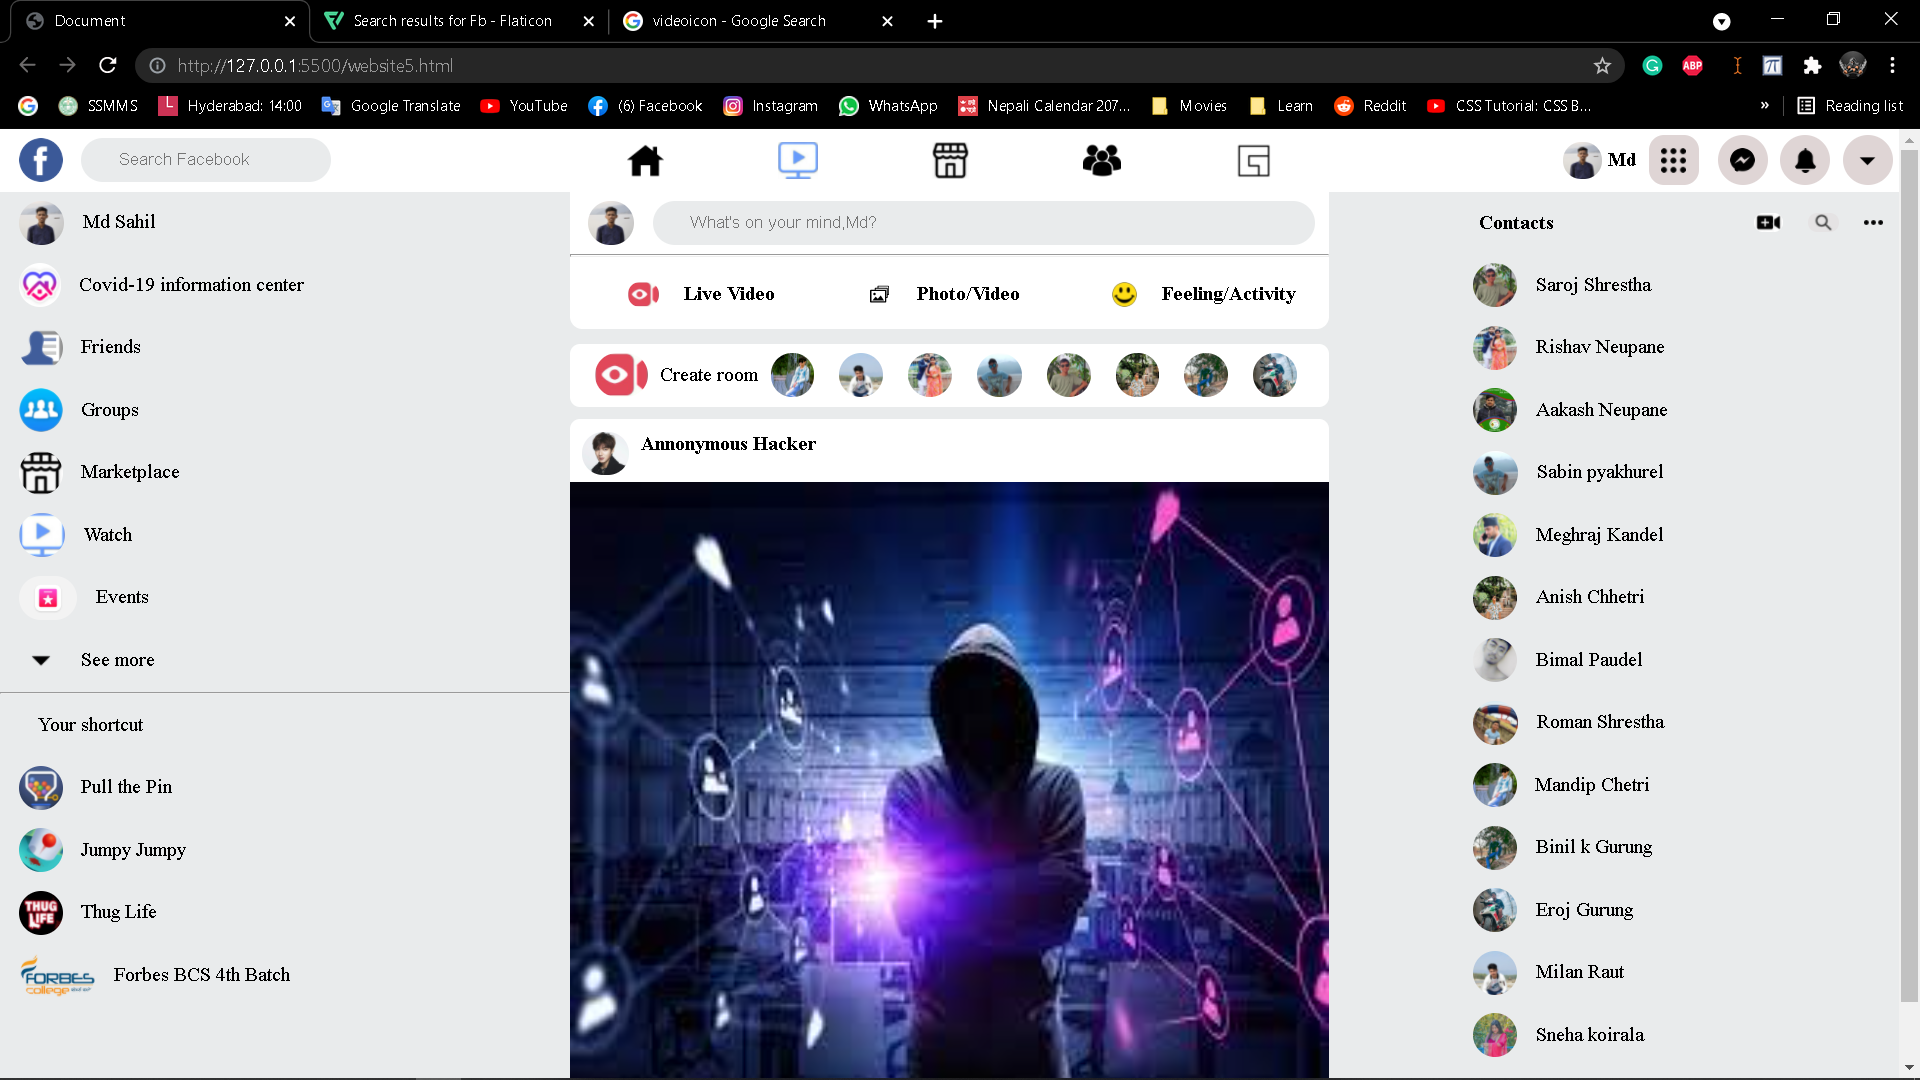 Document
Search results for Fb - Flaticon
videoicon - Google Search
http://127.0.0.1:5500/website5.html
ABP
SSMMS
L Hyderabad: 14:00
Google Translate
YouTube
(6) Facebook
Instagram
WhatsApp
Nepali Calendar 207...
Movies
Learn
Reddit
CSS Tutorial: CSS B...
»
Reading list
Search Facebook
Md
Md Sahil
Covid-19 information center
Friends
Groups
Marketplace
Watch
Events
See more
Your shortcut
Pull the Pin
Jumpy Jumpy
THUG LIFE
Thug Life
FORBES college
Forbes BCS 4th Batch
What's on your mind,Md?
Live Video
Photo/Video
Feeling/Activity
Create room
Annonymous Hacker
Contacts
Saroj Shrestha
Rishav Neupane
Aakash Neupane
Sabin pyakhurel
Meghraj Kandel
Anish Chhetri
Bimal Paudel
Roman Shrestha
Mandip Chetri
Binil k Gurung
Eroj Gurung
Milan Raut
Sneha koirala